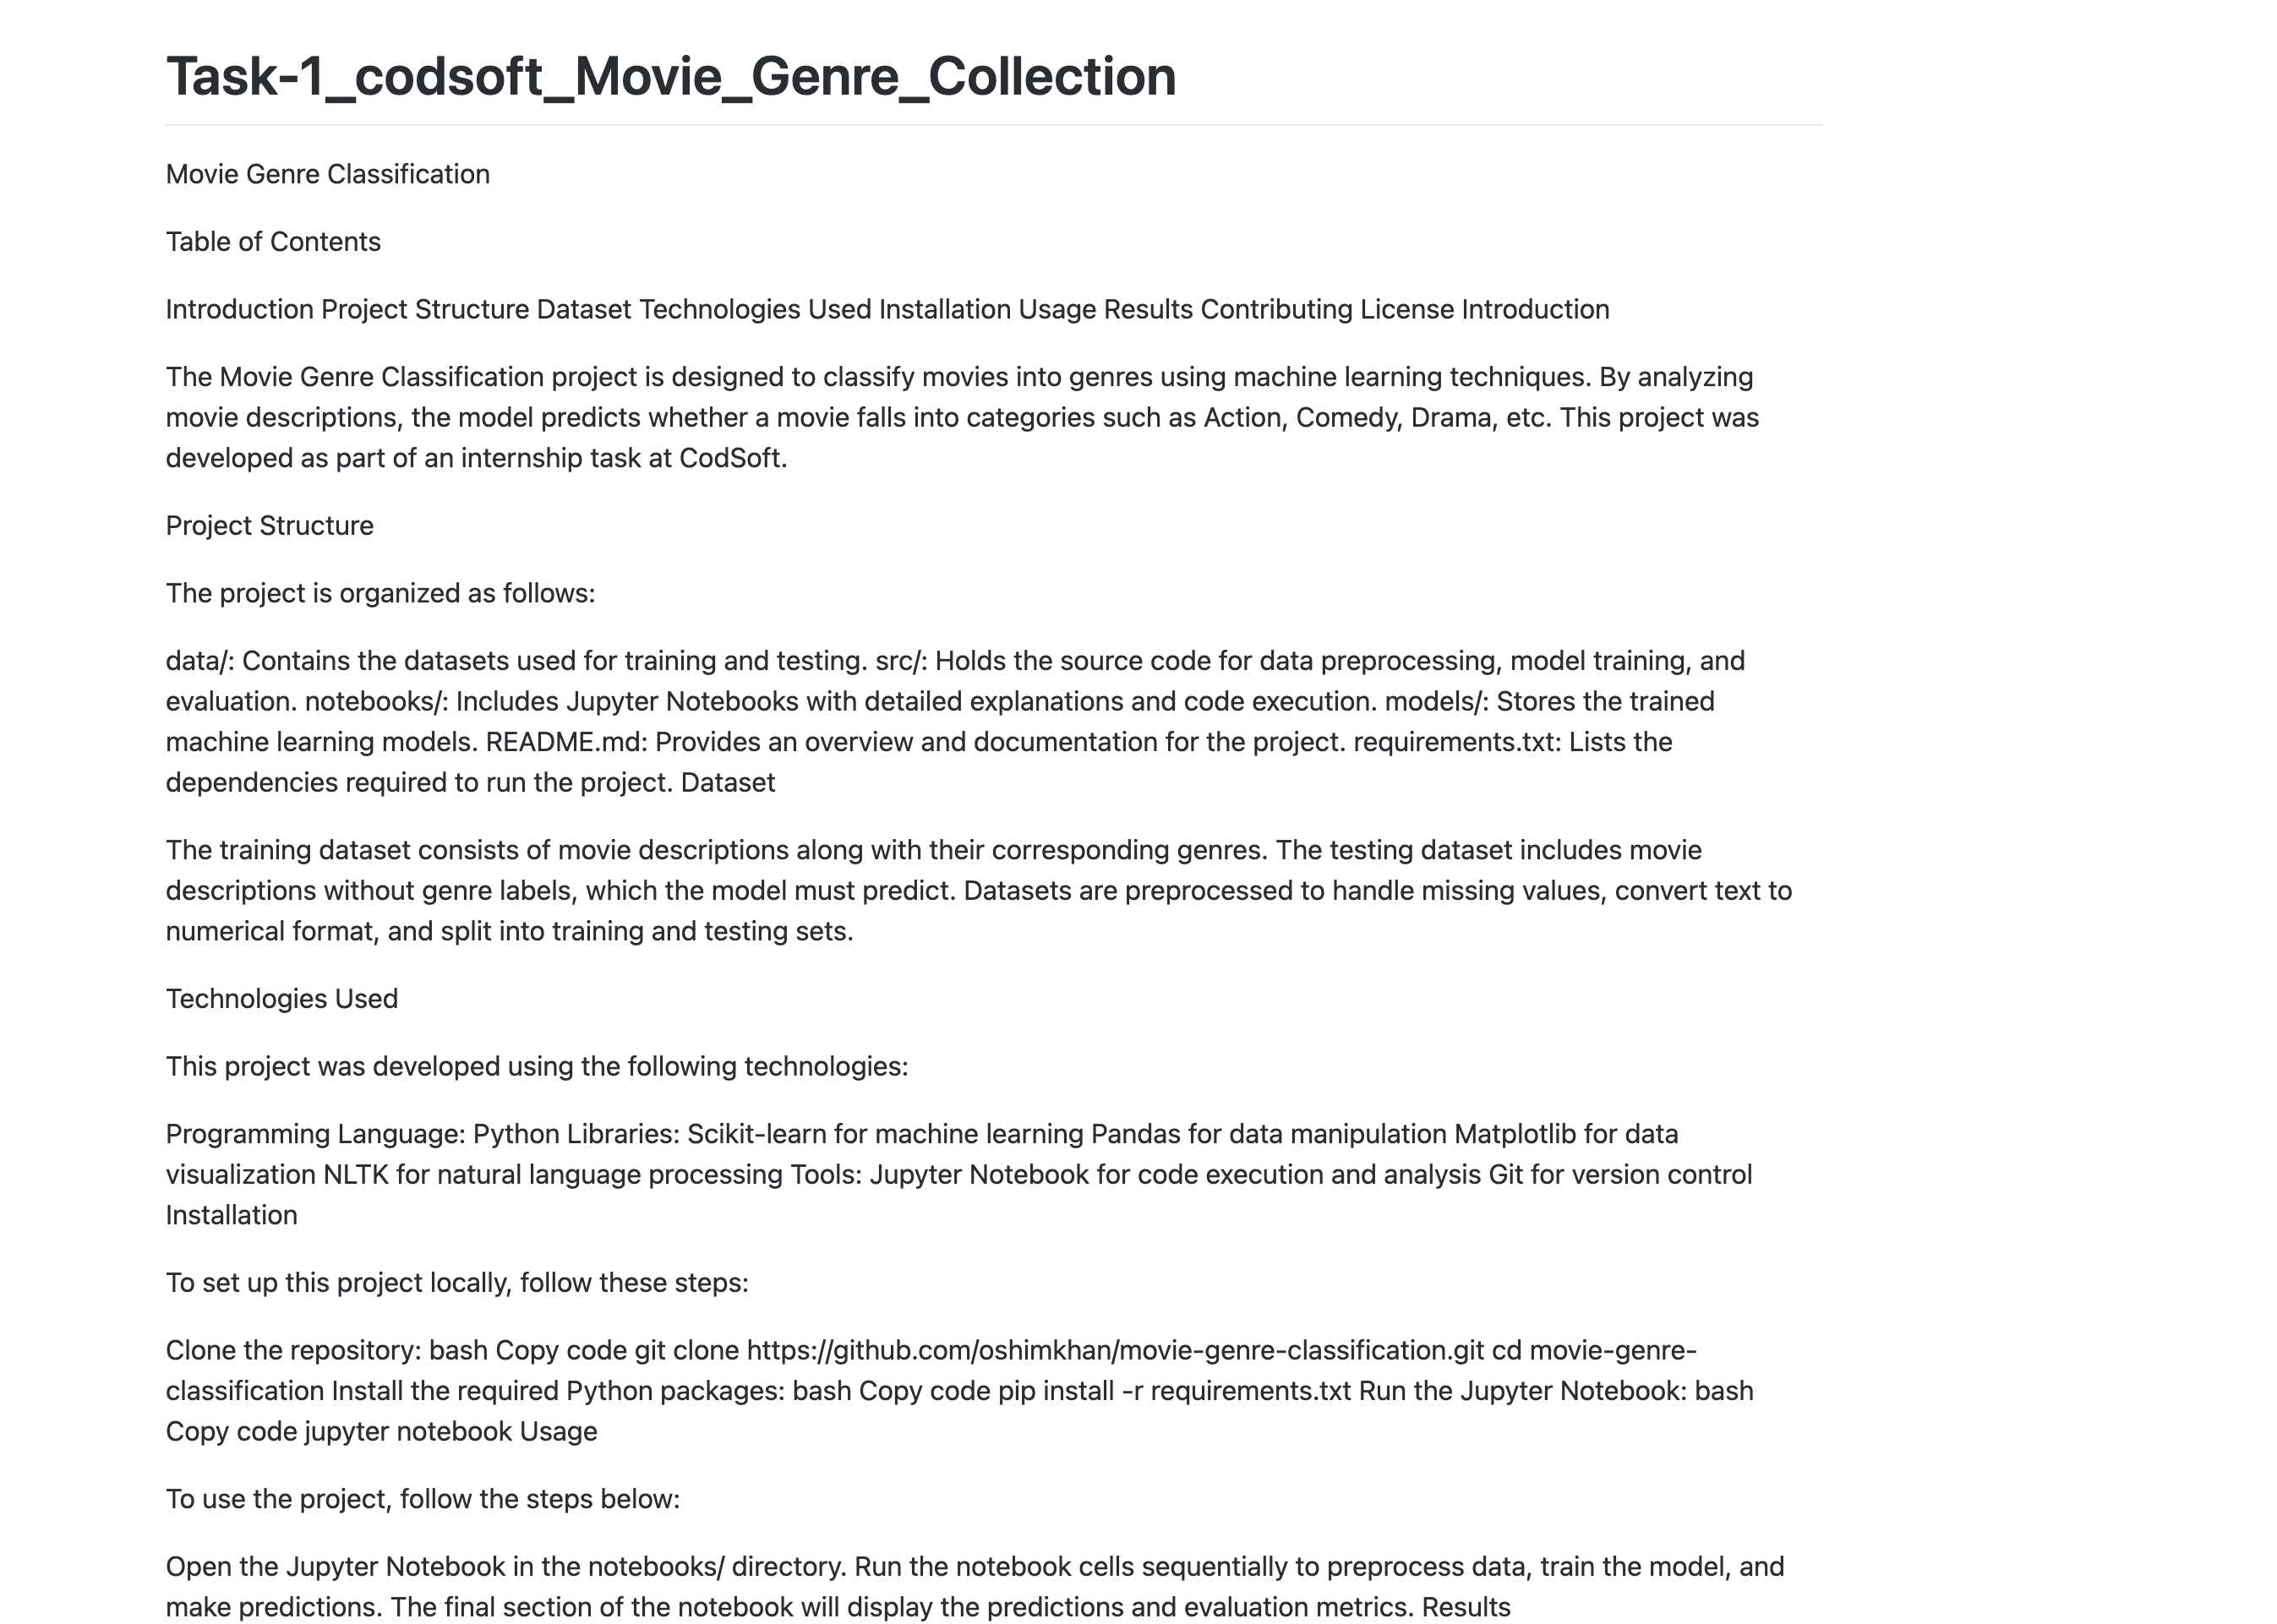 Task-1_codsoft_Movie_Genre_Collection
Movie Genre Classification
Table of Contents
Introduction Project Structure Dataset Technologies Used Installation Usage Results Contributing License Introduction
The Movie Genre Classification project is designed to classify movies into genres using machine learning techniques. By analyzing
movie descriptions, the model predicts whether a movie falls into categories such as Action, Comedy, Drama, etc. This project was
developed as part of an internship task at CodSoft.
Project Structure
The project is organized as follows:
data/: Contains the datasets used for training and testing. src/: Holds the source code for data preprocessing, model training, and
evaluation. notebooks/: Includes Jupyter Notebooks with detailed explanations and code execution. models/: Stores the trained
machine learning models. README.md: Provides an overview and documentation for the project. requirements.txt: Lists the
dependencies required to run the project. Dataset
The training dataset consists of movie descriptions along with their corresponding genres. The testing dataset includes movie
descriptions without genre labels, which the model must predict. Datasets are preprocessed to handle missing values, convert text to
numerical format, and split into training and testing sets.
Technologies Used
This project was developed using the following technologies:
Programming Language: Python Libraries: Scikit-learn for machine learning Pandas for data manipulation Matplotlib for data
visualization NLTK for natural language processing Tools: Jupyter Notebook for code execution and analysis Git for version control
Installation
To set up this project locally, follow these steps:
Clone the repository: bash Copy code git clone https://github.com/oshimkhan/movie-genre-classification.git cd movie-genre-
classification Install the required Python packages: bash Copy code pip install -r requirements.txt Run the Jupyter Notebook: bash
Copy code jupyter notebook Usage
To use the project, follow the steps below:
Open the Jupyter Notebook in the notebooks/ directory. Run the notebook cells sequentially to preprocess data, train the model, and
make predictions. The final section of the notebook will display the predictions and evaluation metrics. Results